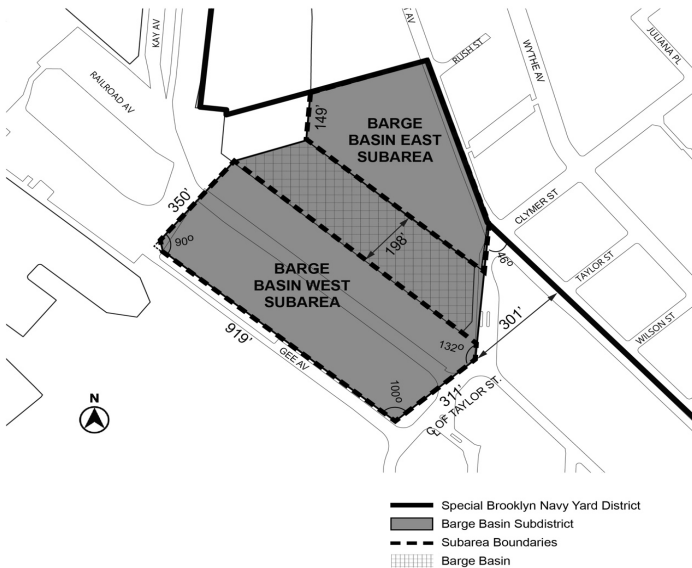 KAY AV
RAILROAD AV
AV
RUSH ST
WYTHE AV
JULIANA PL
149'
BARGE
BASIN EAST
SUBAREA
CLYMER ST
TAYLOR ST
WILSON ST
350'
90°
198'
46°
BARGE
BASIN WEST
SUBAREA
301'
919'
GEE AV
132°
100°
311'
OF TAYLOR ST.
N
Special Brooklyn Navy Yard District
Barge Basin Subdistrict
Subarea Boundaries
Barge Basin